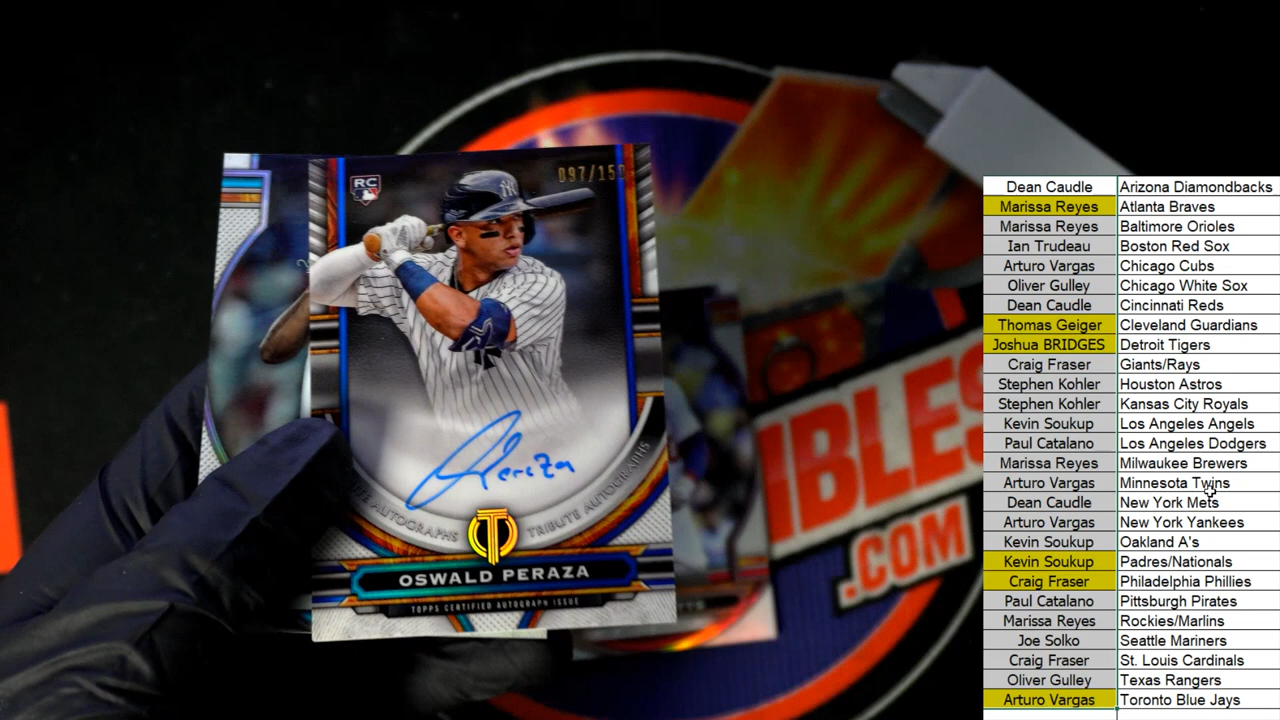 RC
097/150
Peraza
TRIBUTE AUTOGRAPHS
OSWALD PERAZA
TOPPS CERTIFIED AUTOGRAPH ISSUE
IBLES
.COM
Dean Caudle Arizona Diamondbacks
Marissa Reyes Atlanta Braves
Marissa Reyes Baltimore Orioles
Ian Trudeau Boston Red Sox
Arturo Vargas Chicago Cubs
Oliver Gulley Chicago White Sox
Dean Caudle Cincinnati Reds
Thomas Geiger Cleveland Guardians
Joshua BRIDGES Detroit Tigers
Craig Fraser Giants/Rays
Stephen Kohler Houston Astros
Stephen Kohler Kansas City Royals
Kevin Soukup Los Angeles Angels
Paul Catalano Los Angeles Dodgers
Marissa Reyes Milwaukee Brewers
Arturo Vargas Minnesota Twins
Dean Caudle New York Mets
Arturo Vargas New York Yankees
Kevin Soukup Oakland A's
Kevin Soukup Padres/Nationals
Craig Fraser Philadelphia Phillies
Paul Catalano Pittsburgh Pirates
Marissa Reyes Rockies/Marlins
Joe Solko Seattle Mariners
Craig Fraser St. Louis Cardinals
Oliver Gulley Texas Rangers
Arturo Vargas Toronto Blue Jays